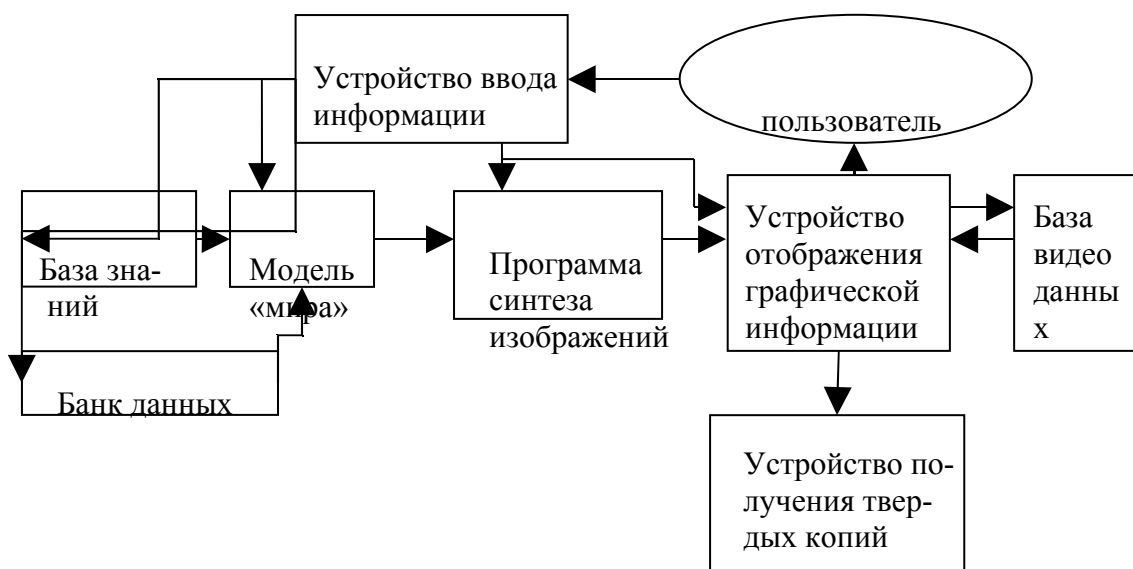 Устройство ввода
информации
пользователь
База зна-
ний
Модель
«мира»
Программа
синтеза
изображений
Устройство
отображения
графической
информации
База
видео
данны
х
Банк данных
Устройство по-
лучения твер-
дых копий